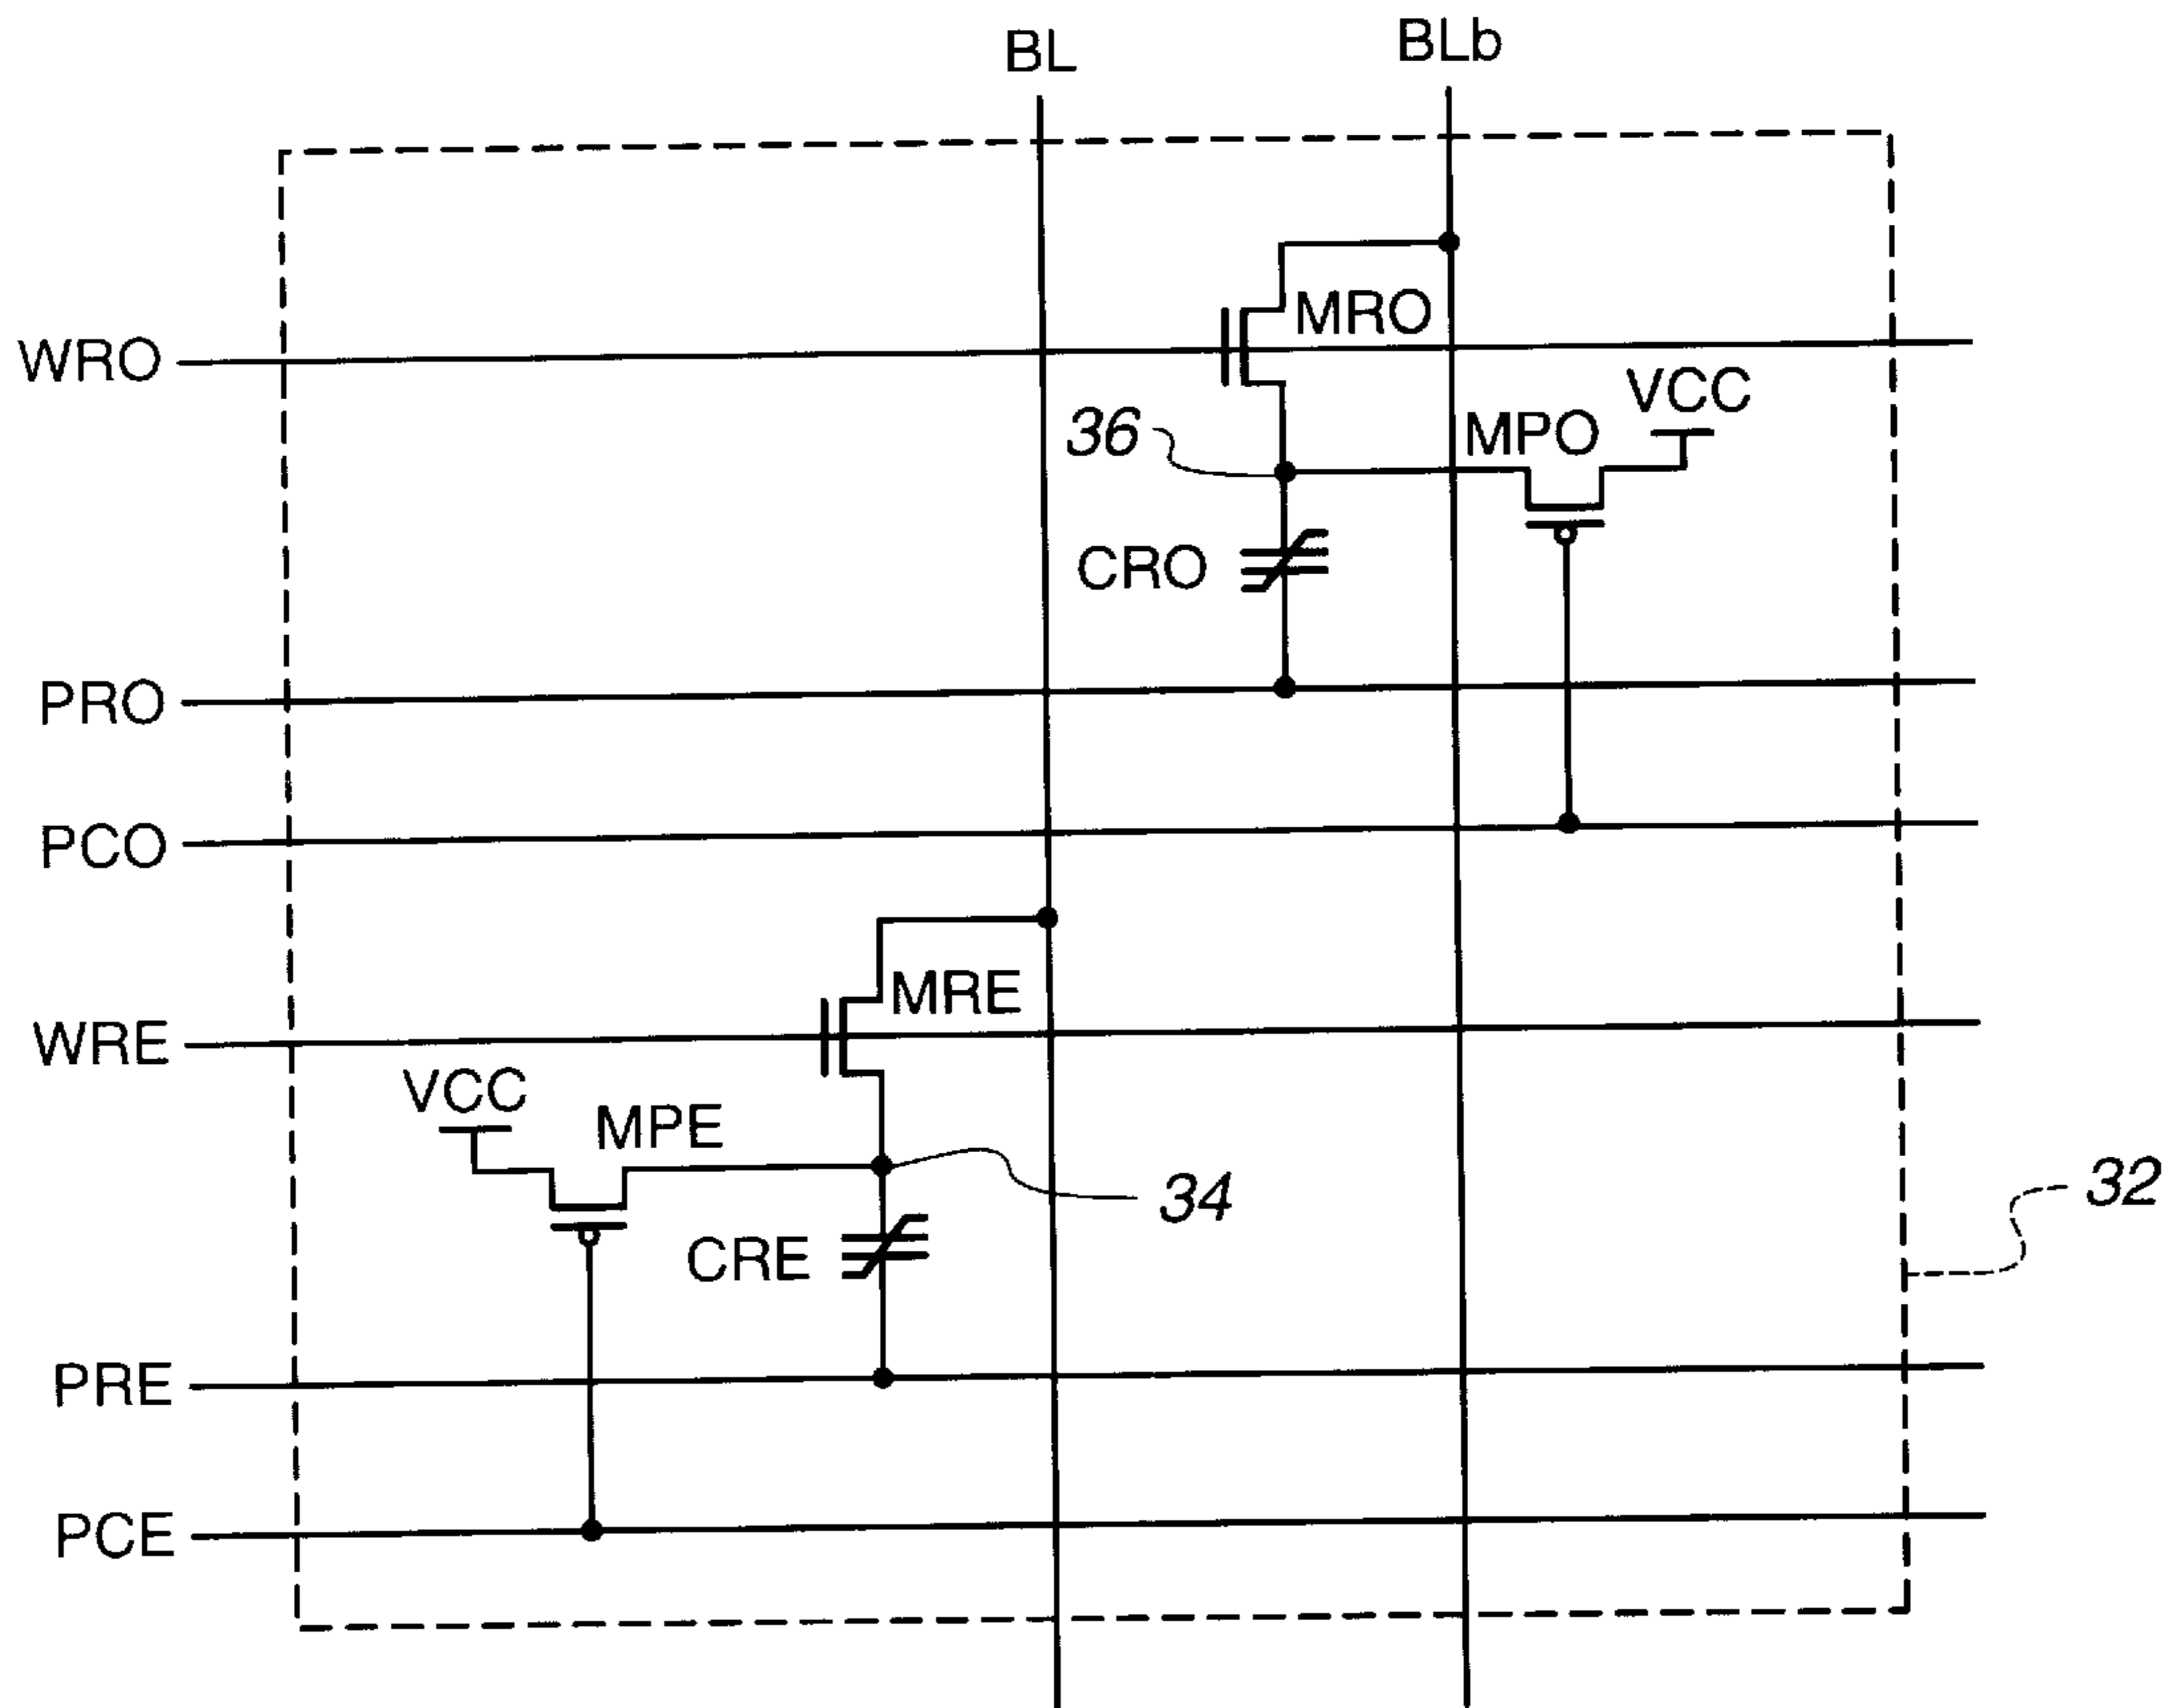 BL
BLb
MRO
WRO
VCC
36
MPO
CRO
PRO
PCO
MRE
WRE
VCC
MPE
34
32
CRE
PRE
PCE